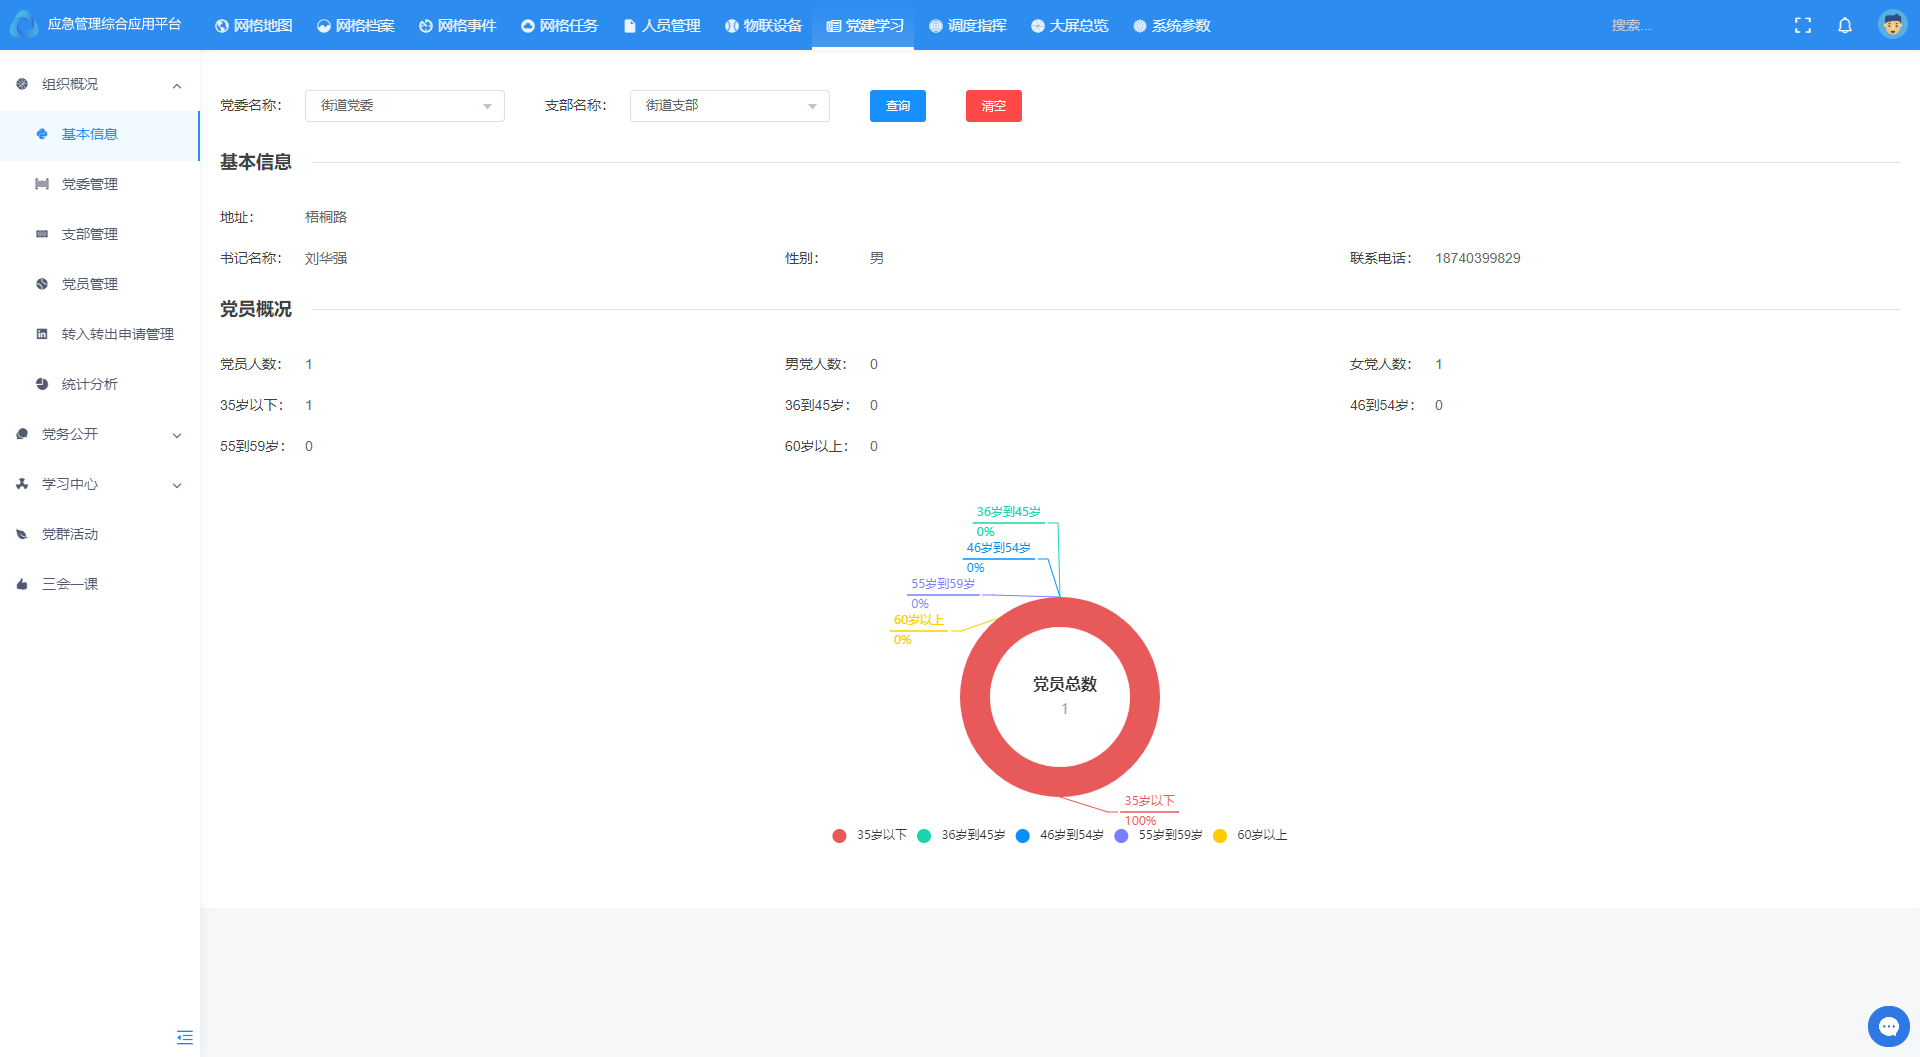 应急管理综合应用平台 网格地图 网格档案 网格事件 网格任务 人员管理 物联设备 党建学习 调度指挥 大屏总览 系统参数 搜索...
组织概况
基本信息
党委管理
支部管理
党员管理
转入转出申请管理
统计分析
党务公开
学习中心
党群活动
三会一课
党委名称: 街道党委 支部名称: 街道支部 查询 清空
基本信息
地址: 梧桐路
书记名称: 刘华强 性别: 男 联系电话: 18740399829
党员概况
党员人数: 1 男党人数: 0 女党人数: 1
35岁以下: 1 36到45岁: 0 46到54岁: 0
55到59岁: 0 60岁以上: 0
36岁到45岁
0%
46岁到54岁
0%
55岁到59岁
0%
60岁以上
0%
党员总数
1
35岁以下
100%
35岁以下 36岁到45岁 46岁到54岁 55岁到59岁 60岁以上